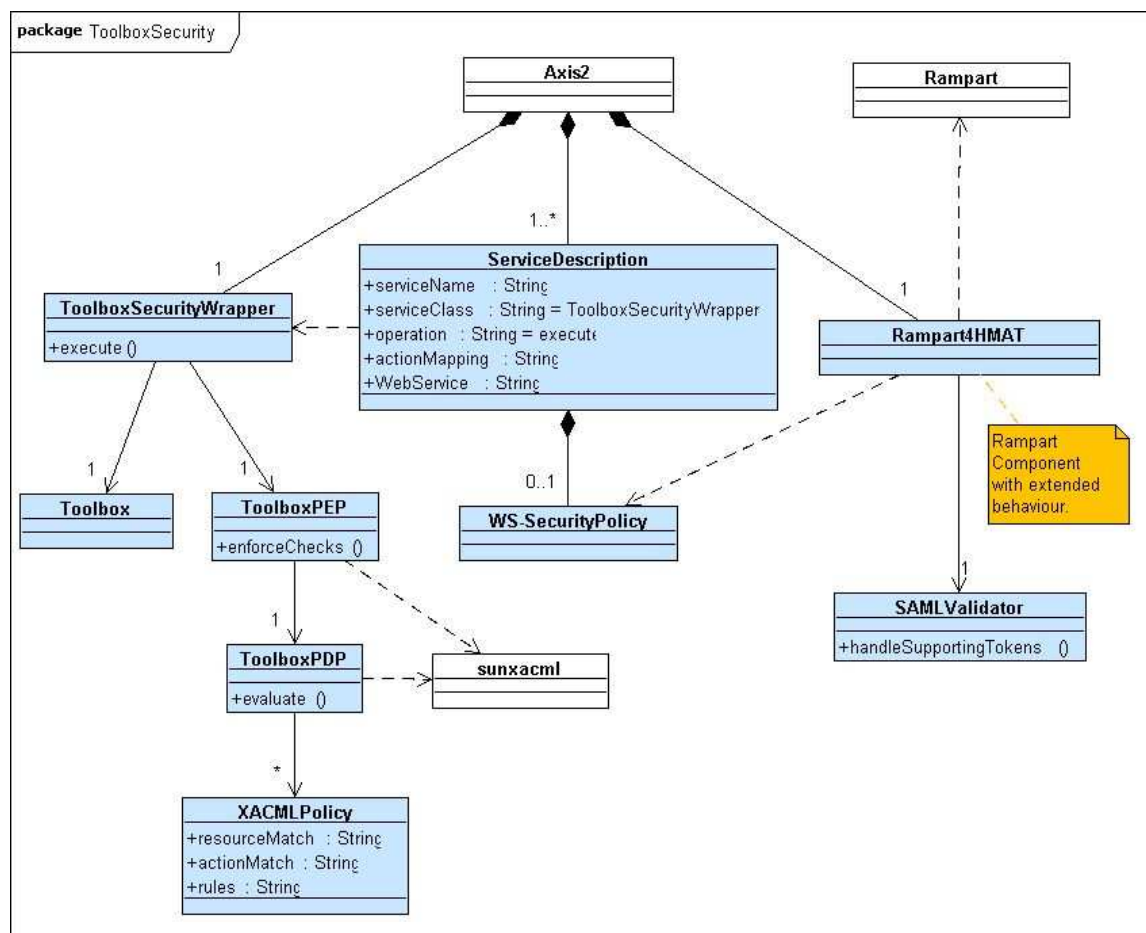 package ToolboxSecurity
Axis2
Rampart
1..*
1
ServiceDescription
+serviceName : String
+serviceClass : String = ToolboxSecurityWrapper
+operation : String = execute
+actionMapping : String
+WebService : String
1
ToolboxSecurityWrapper
+execute ()
Rampart4HMAT
Rampart
Component
with extended
behaviour.
1
1
0..1
Toolbox
ToolboxPEP
+enforceChecks ()
WS-SecurityPolicy
1
SAMLValidator
+handleSupportingTokens ()
1
ToolboxPDP
+evaluate ()
sunxacml
*
XACMLPolicy
+resourceMatch : String
+actionMatch : String
+rules : String